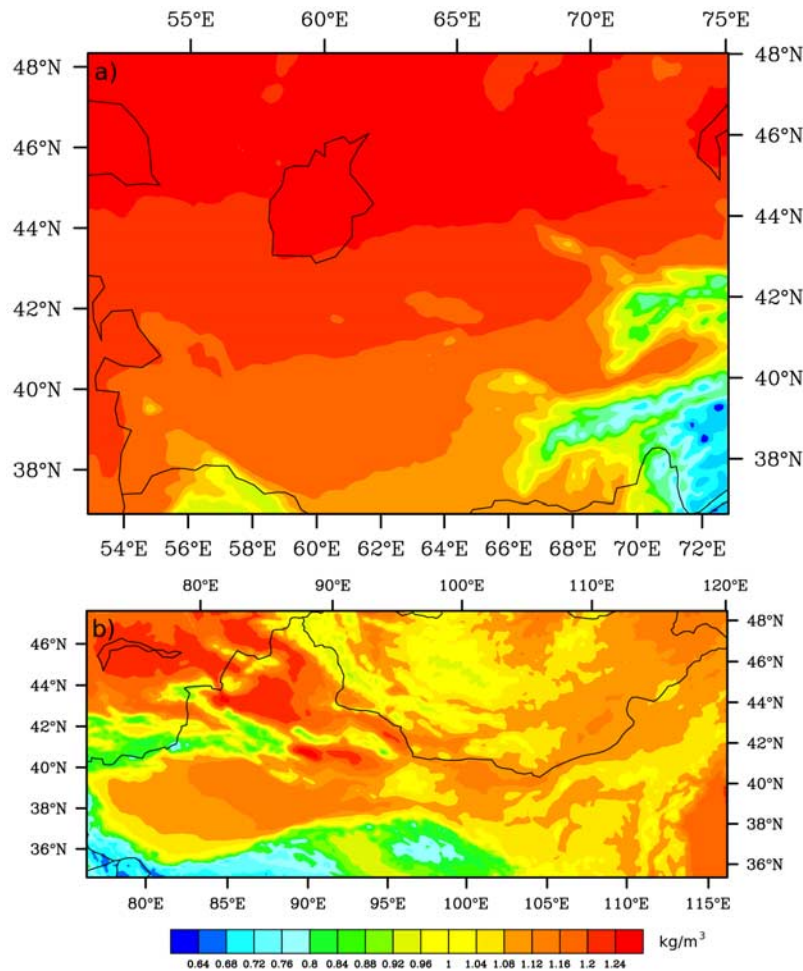 55°E 60°E 65°E 70°E 75°E
a)
48°N 48°N
46°N 46°N
44°N 44°N
42°N 42°N
40°N 40°N
38°N 38°N
54°E 56°E 58°E 60°E 62°E 64°E 66°E 68°E 70°E 72°E
80°E 90°E 100°E 110°E 120°E
b)
46°N 48°N
44°N 46°N
42°N 44°N
40°N 42°N
38°N 40°N
36°N 38°N
36°N
80°E 85°E 90°E 95°E 100°E 105°E 110°E 115°E
kg/m³
0.64 0.68 0.72 0.76 0.8 0.84 0.88 0.92 0.96 1 1.04 1.08 1.12 1.16 1.2 1.24